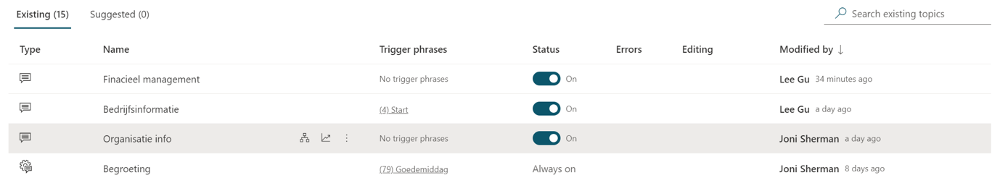 Existing (15) Suggested (0) Search existing topics
Type Name Trigger phrases Status Errors Editing Modified by ↓
Finacieel management No trigger phrases On Lee Gu 34 minutes ago
Bedrijfsinformatie (4) Start On Lee Gu a day ago
Organisatie info No trigger phrases On Joni Sherman a day ago
Begroeting (79) Goedemiddag Always on Joni Sherman 8 days ago